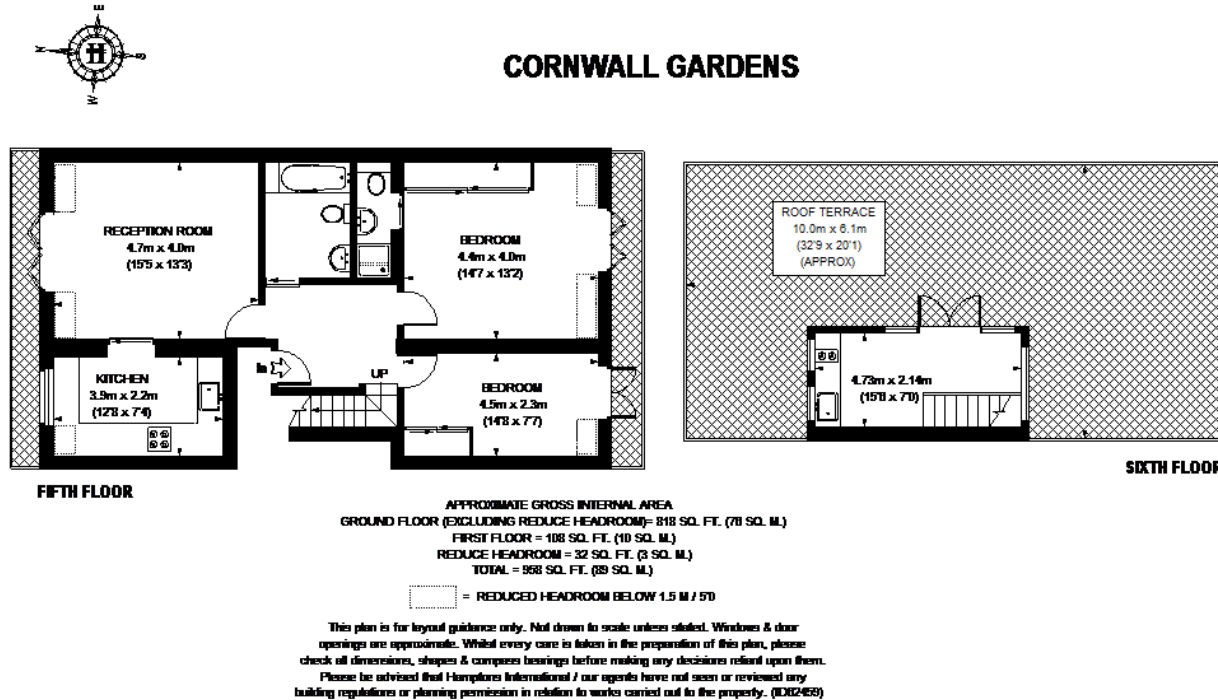 E
N
H
S
W
CORNWALL GARDENS
RECEPTION ROOM
4.7m x 4.0m
(15'5 x 13'3)
BEDROOM
4.4m x 4.0m
(14'7 x 13'2)
ROOF TERRACE
10.0m x 6.1m
(32'9 x 20'1)
(APPROX)
In
UP
KITCHEN
3.9m x 2.2m
(12'8 x 7'4)
BEDROOM
4.5m x 2.3m
(14'8 x 7'7)
4.73m x 2.14m
(15'6 x 7'0)
FIFTH FLOOR
SIXTH FLOOR
APPROXIMATE GROSS INTERNAL AREA
GROUND FLOOR (EXCLUDING REDUCE HEADROOM)= 818 SQ. FT. (76 SQ. M.)
FIRST FLOOR = 108 SQ. FT. (10 SQ. M.)
REDUCE HEADROOM = 32 SQ. FT. (3 SQ. M.)
TOTAL = 958 SQ. FT. (89 SQ. M.)
= REDUCED HEADROOM BELOW 1.5 M / 5'0
This plan is for layout guidance only. Not drawn to scale unless stated. Windows & door
openings are approximate. Whilst every care is taken in the preparation of this plan, please
check all dimensions, shapes & compass bearings before making any decisions reliant upon them.
Please be advised that Hamptons International / our agents have not seen or reviewed any
building regulations or planning permission in relation to works carried out to the property. (ID82459)